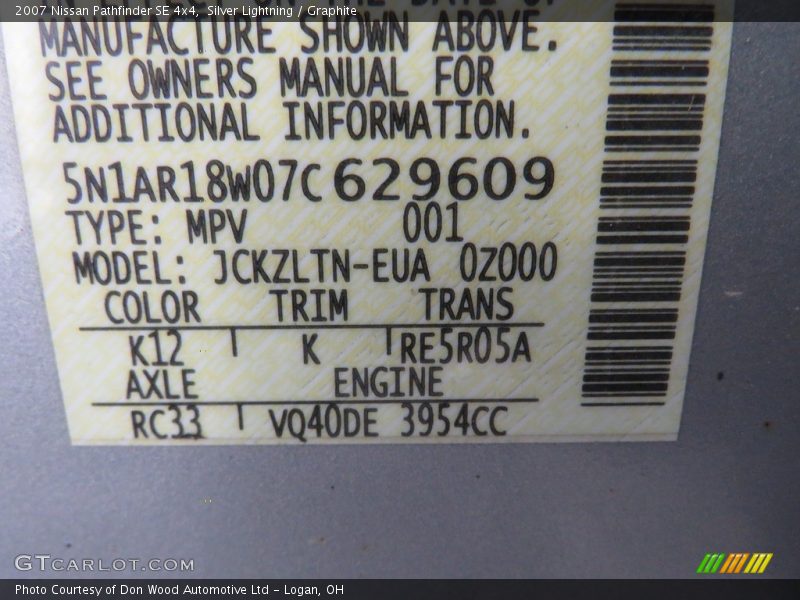 2007 Nissan Pathfinder SE 4x4, Silver Lightning / Graphite
MANUFACTURE SHOWN ABOVE.
SEE OWNERS MANUAL FOR
ADDITIONAL INFORMATION.
5N1AR18W07C629609
TYPE: MPV 001
MODEL: JCKZLTN-EUA 0Z000
COLOR TRIM TRANS
K12 K RE5R05A
AXLE ENGINE
RC33 VQ40DE 3954CC
GTCARLOT.COM
Photo Courtesy of Don Wood Automotive Ltd - Logan, OH